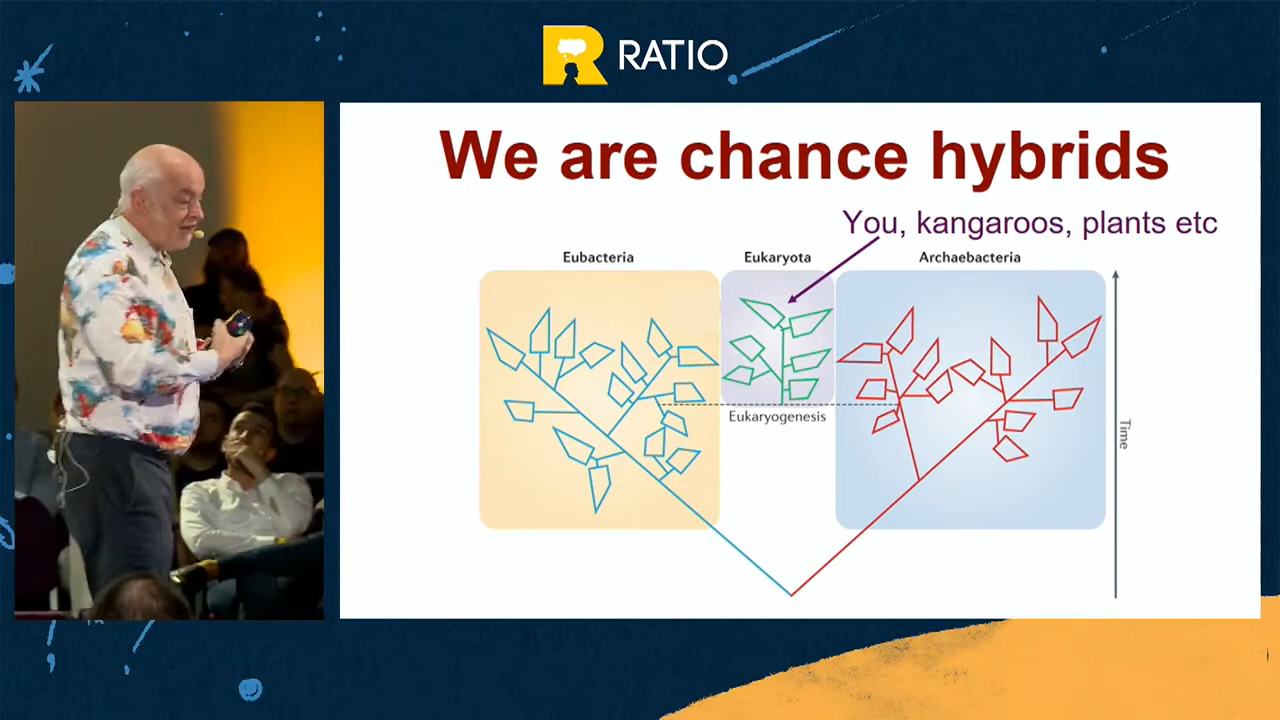 R RATIO
We are chance hybrids
You, kangaroos, plants etc
Eubacteria
Eukaryota
Archaebacteria
Eukaryogenesis
Time